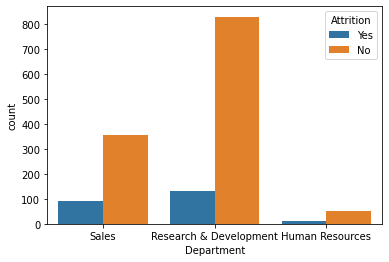 Attrition
Yes
No
800
700
600
500
400
300
200
100
0
count
Sales
Research & Development
Human Resources
Department